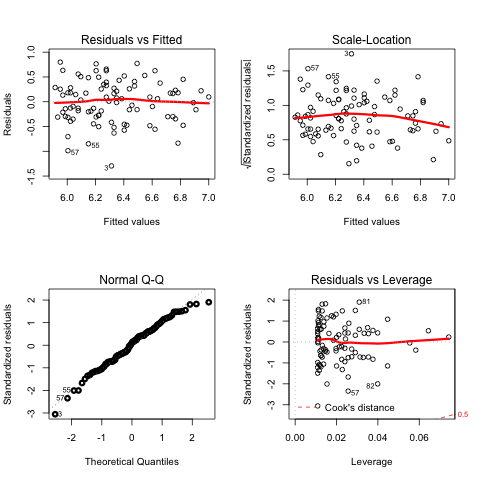 Residuals vs Fitted
Residuals
1.0
0.5
0.0
-0.5
-1.5
57
55
3
6.0 6.2 6.4 6.6 6.8 7.0
Fitted values
Scale-Location
√|Standardized residuals|
1.5
1.0
0.5
0.0
3
57
55
6.0 6.2 6.4 6.6 6.8 7.0
Fitted values
Normal Q-Q
Standardized residuals
2
1
0
-1
-2
-3
55
57
3
-2 -1 0 1 2
Theoretical Quantiles
Residuals vs Leverage
Standardized residuals
2
1
0
-1
-2
-3
81
82
57
Cook's distance
0.5
0.00 0.02 0.04 0.06
Leverage